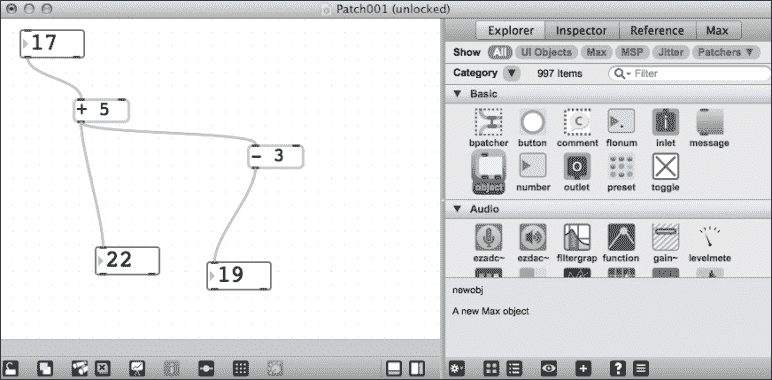 Patch001 (unlocked)
17
+ 5
- 3
22
19
Explorer Inspector Reference Max
Show All UI Objects Max MSP Jitter Patchers
Category 997 Items Filter
Basic
bpatcher button comment flonum inlet message
object number outlet preset toggle
Audio
ezadc~ ezdac~ filtergrap function gain~ levelmete
newobj
A new Max object